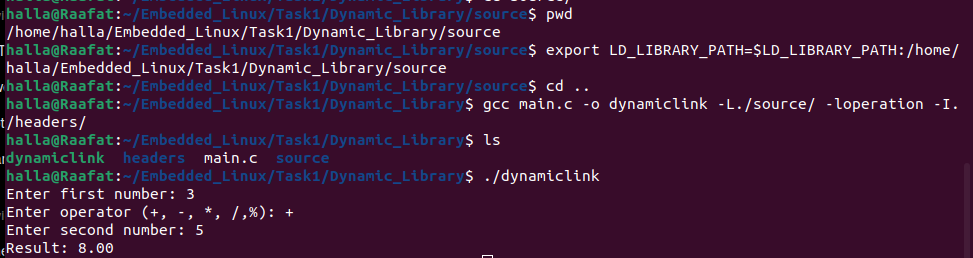 halla@Raafat:~/Embedded_Linux/Task1/Dynamic_Library/source$ pwd
/home/halla/Embedded_Linux/Task1/Dynamic_Library/source
halla@Raafat:~/Embedded_Linux/Task1/Dynamic_Library/source$ export LD_LIBRARY_PATH=$LD_LIBRARY_PATH:/home/
halla/Embedded_Linux/Task1/Dynamic_Library/source
halla@Raafat:~/Embedded_Linux/Task1/Dynamic_Library/source$ cd ..
halla@Raafat:~/Embedded_Linux/Task1/Dynamic_Library$ gcc main.c -o dynamiclink -L./source/ -loperation -I.
/headers/
halla@Raafat:~/Embedded_Linux/Task1/Dynamic_Library$ ls
dynamiclink  headers  main.c  source
halla@Raafat:~/Embedded_Linux/Task1/Dynamic_Library$ ./dynamiclink
Enter first number: 3
Enter operator (+, -, *, /,%): +
Enter second number: 5
Result: 8.00